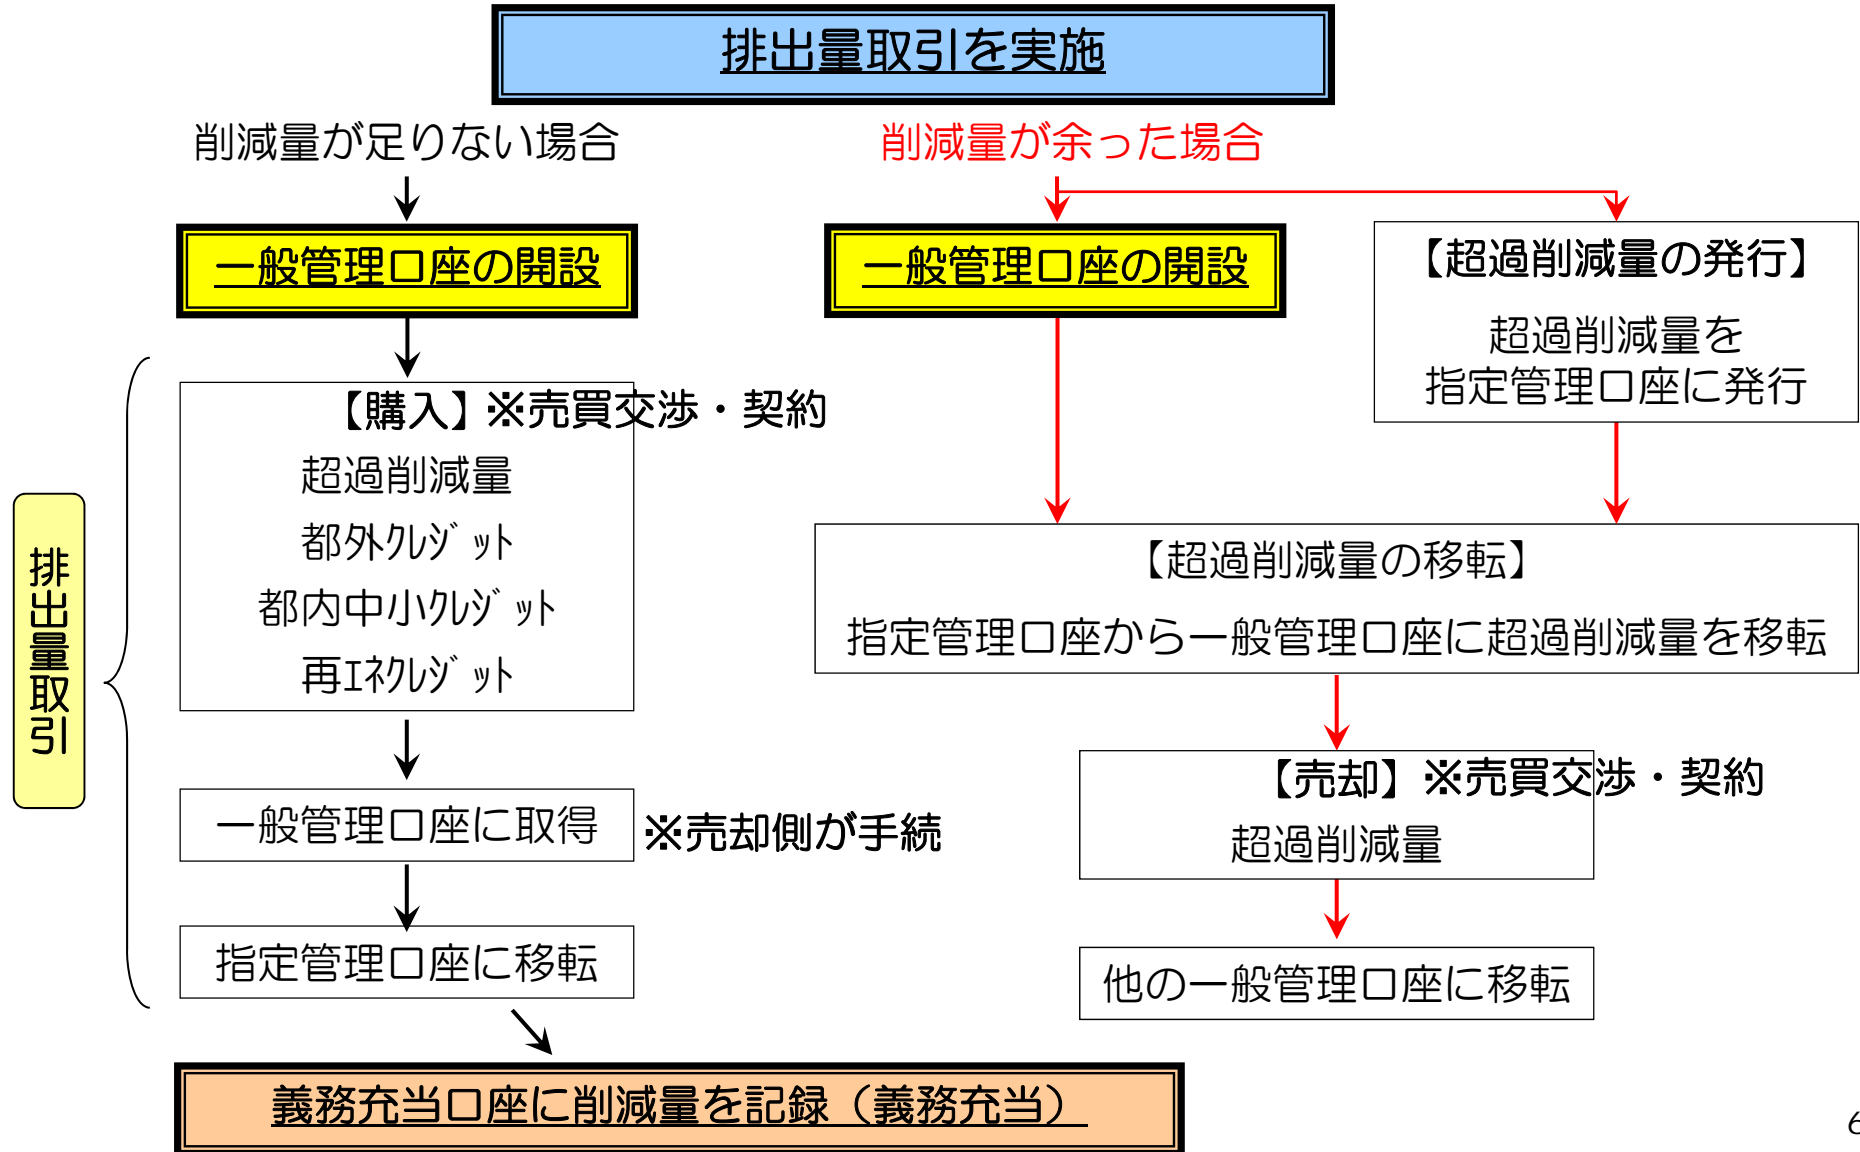 排出量取引を実施
削減量が足りない場合
削減量が余った場合
一般管理口座の開設
一般管理口座の開設
【超過削減量の発行】
超過削減量を
指定管理口座に発行
【購入】※売買交渉・契約
超過削減量
都外ｸﾚｼﾞｯﾄ
都内中小ｸﾚｼﾞｯﾄ
再ｴﾈｸﾚｼﾞｯﾄ
排出量取引
【超過削減量の移転】
指定管理口座から一般管理口座に超過削減量を移転
【売却】※売買交渉・契約
超過削減量
一般管理口座に取得
※売却側が手続
指定管理口座に移転
他の一般管理口座に移転
義務充当口座に削減量を記録（義務充当）
6